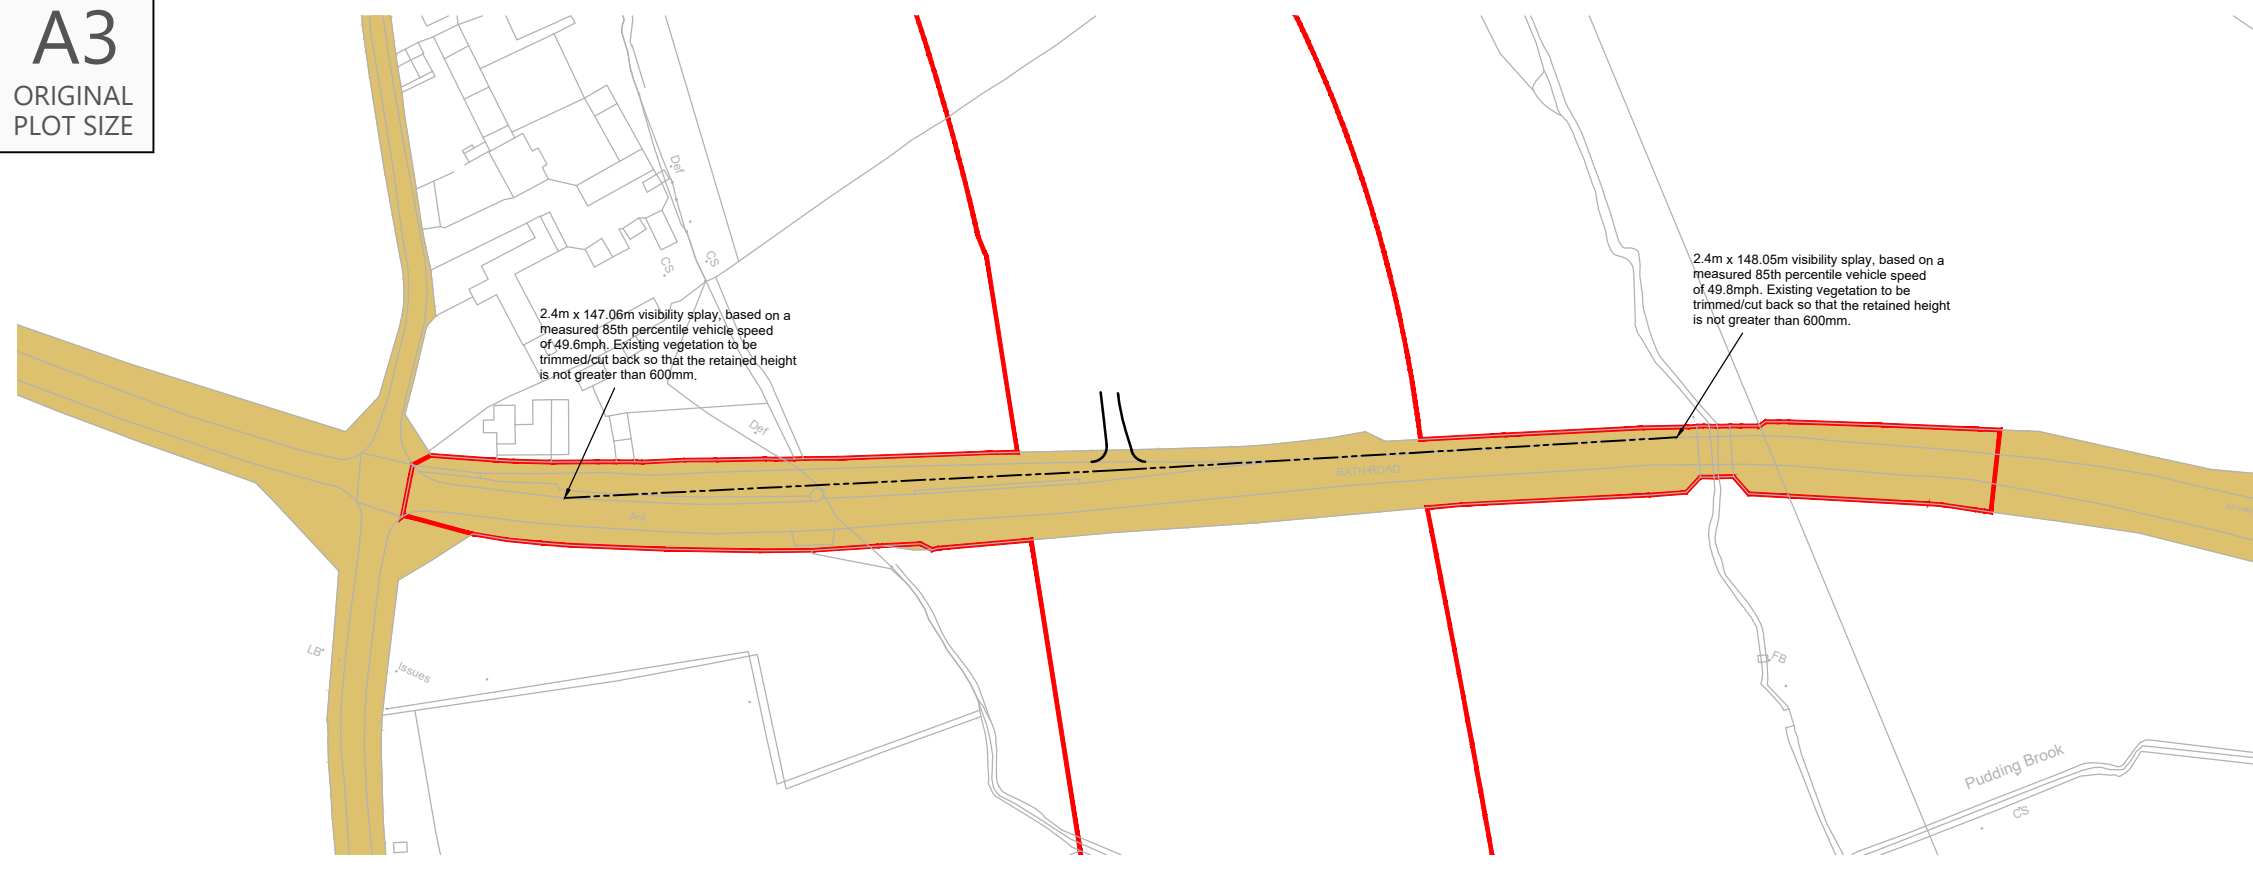 A3
ORIGINAL
PLOT SIZE
Def
CS
CS
2.4m x 148.05m visibility splay, based on a
measured 85th percentile vehicle speed
of 49.8mph. Existing vegetation to be
trimmed/cut back so that the retained height
is not greater than 600mm.
2.4m x 147.06m visibility splay, based on a
measured 85th percentile vehicle speed
of 49.6mph. Existing vegetation to be
trimmed/cut back so that the retained height
is not greater than 600mm.
Def
BATH ROAD
A4
LB
Issues
FB
Pudding Brook
CS